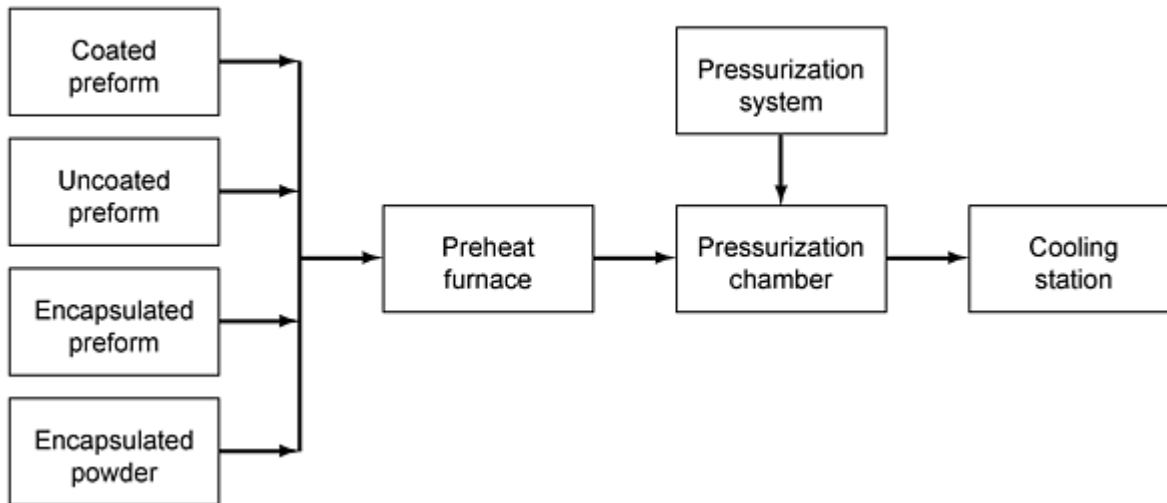 Coated
preform
Uncoated
preform
Encapsulated
preform
Encapsulated
powder
Preheat
furnace
Pressurization
system
Pressurization
chamber
Cooling
station